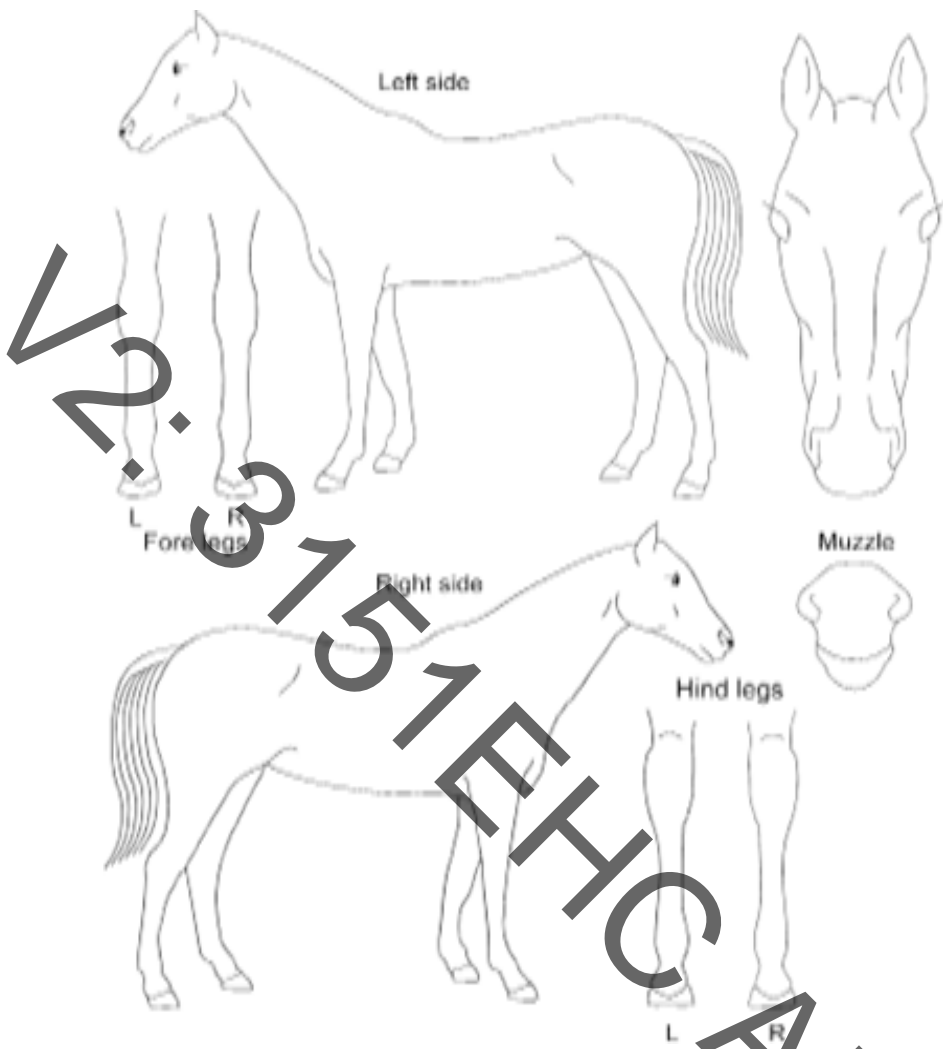 Left side
L R
Fore legs
Muzzle
Right side
Hind legs
L R
V2: 3151EHC